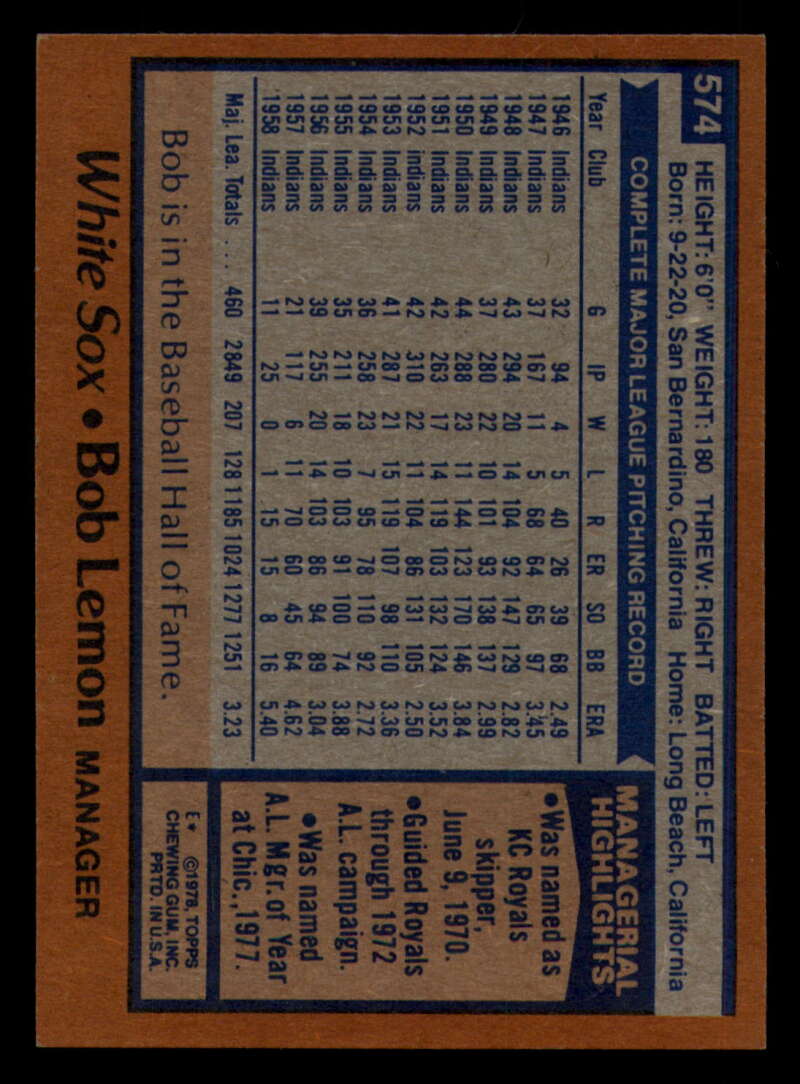 574
HEIGHT: 6'0" WEIGHT: 180 THREW: RIGHT BATTED: LEFT
Born: 9-22-20, San Bernardino, California Home: Long Beach, California
COMPLETE MAJOR LEAGUE PITCHING RECORD
Year Club G IP W L R ER SO BB ERA
1946 Indians 32 94 4 5 40 26 39 68 2.49
1947 Indians 37 167 11 5 68 64 65 97 3.45
1948 Indians 43 294 20 14 104 92 147 129 2.82
1949 Indians 37 280 22 10 101 93 138 137 2.99
1950 Indians 44 288 23 11 144 123 170 146 3.84
1951 Indians 42 263 17 14 119 103 132 124 3.52
1952 Indians 42 310 22 11 104 86 131 105 2.50
1953 Indians 41 287 21 15 119 107 98 110 3.36
1954 Indians 36 258 23 7 95 78 110 92 2.72
1955 Indians 35 211 18 10 103 91 100 74 3.88
1956 Indians 39 255 20 14 103 86 94 89 3.04
1957 Indians 21 117 6 11 70 60 45 64 4.62
1958 Indians 11 25 0 1 15 15 8 16 5.40
Maj. Lea. Totals ... 460 2849 207 128 1185 1024 1277 1251 3.23
Bob is in the Baseball Hall of Fame.
MANAGERIAL
HIGHLIGHTS
•Was named as
KC Royals
skipper,
June 9, 1970.
•Guided Royals
through 1972
A.L. campaign.
•Was named
A.L. Mgr. of Year
at Chic., 1977.
E♥ ©1978, TOPPS
CHEWING GUM, INC.
PRTD. IN U.S.A.
White Sox • Bob Lemon MANAGER